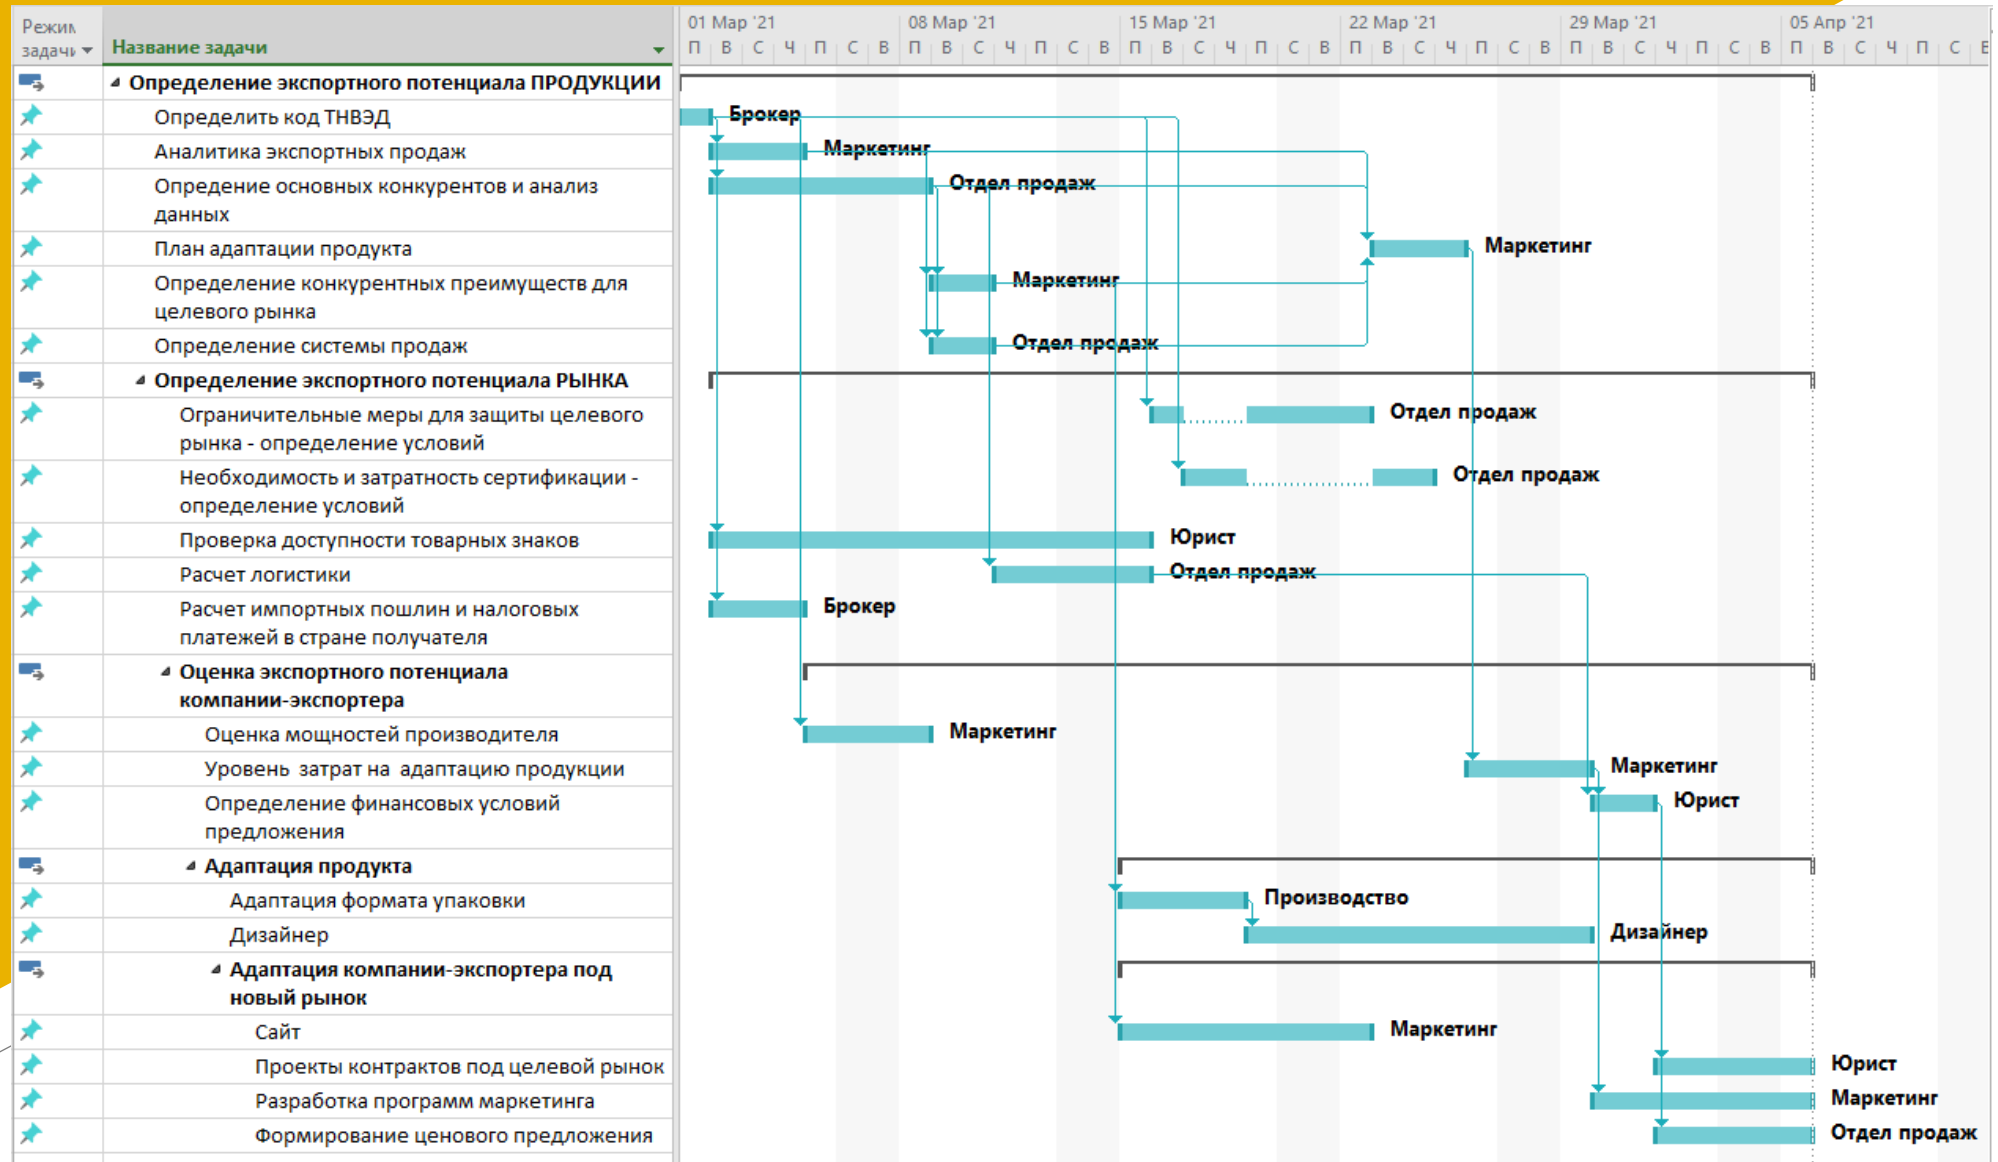 Режим
задачи
Название задачи
01 Мар '21 08 Мар '21 15 Мар '21 22 Мар '21 29 Мар '21 05 Апр '21
П В С Ч П С В П В С Ч П С В П В С Ч П С В П В С Ч П С В П В С Ч П С В П В С Ч П С В
Определение экспортного потенциала ПРОДУКЦИИ
Определить код ТНВЭД
Брокер
Аналитика экспортных продаж
Маркетинг
Опредение основных конкурентов и анализ
данных
Отдел продаж
План адаптации продукта
Маркетинг
Определение конкурентных преимуществ для
целевого рынка
Маркетинг
Определение системы продаж
Отдел продаж
Определение экспортного потенциала РЫНКА
Ограничительные меры для защиты целевого
рынка - определение условий
Отдел продаж
Необходимость и затратность сертификации -
определение условий
Отдел продаж
Проверка доступности товарных знаков
Юрист
Расчет логистики
Отдел продаж
Расчет импортных пошлин и налоговых
платежей в стране получателя
Брокер
Оценка экспортного потенциала
компании-экспортера
Оценка мощностей производителя
Маркетинг
Уровень затрат на адаптацию продукции
Маркетинг
Определение финансовых условий
предложения
Юрист
Адаптация продукта
Адаптация формата упаковки
Производство
Дизайнер
Дизайнер
Адаптация компании-экспортера под
новый рынок
Сайт
Маркетинг
Проекты контрактов под целевой рынок
Юрист
Разработка программ маркетинга
Маркетинг
Формирование ценового предложения
Отдел продаж